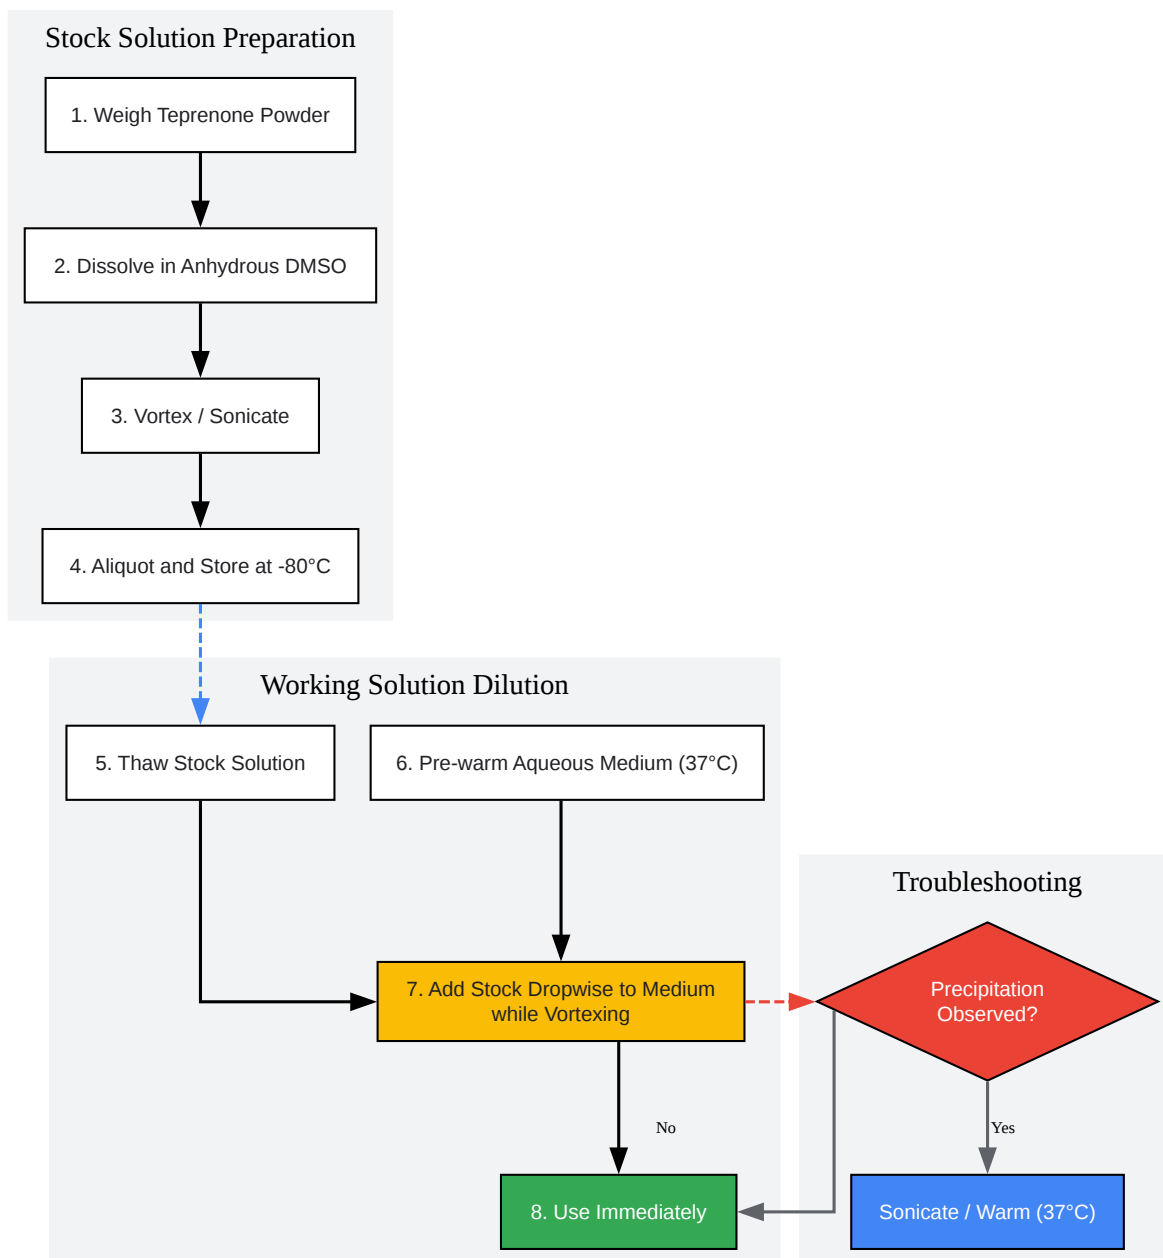 Stock Solution Preparation
1. Weigh Teprenone Powder
2. Dissolve in Anhydrous DMSO
3. Vortex / Sonicate
4. Aliquot and Store at -80°C
Working Solution Dilution
5. Thaw Stock Solution
6. Pre-warm Aqueous Medium (37°C)
7. Add Stock Dropwise to Medium
while Vortexing
No
8. Use Immediately
Troubleshooting
Precipitation
Observed?
Yes
Sonicate / Warm (37°C)